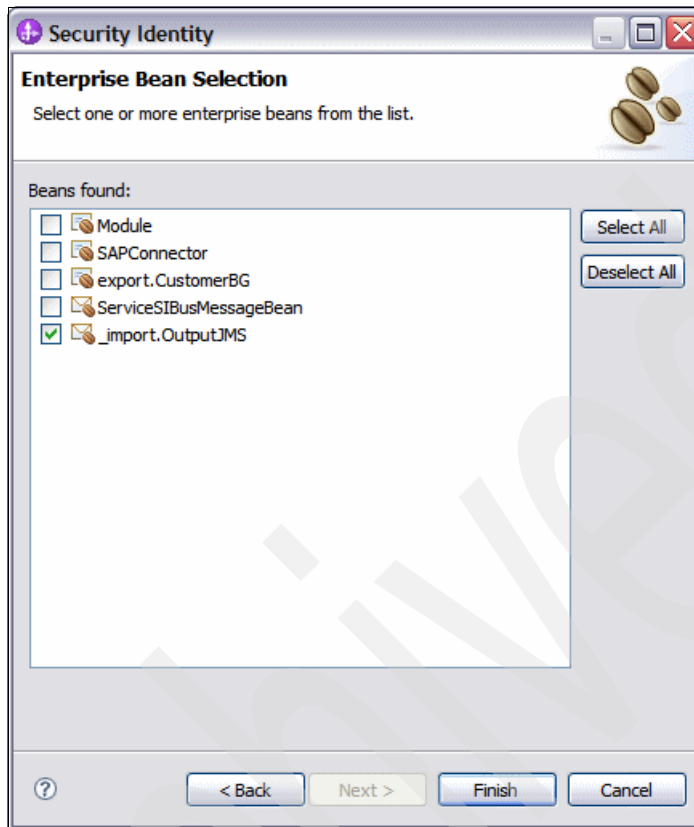 Security Identity
Enterprise Bean Selection
Select one or more enterprise beans from the list.
Beans found:
Module
SAPConnector
export.CustomerBG
ServiceSIBusMessageBean
_import.OutputJMS
Select All
Deselect All
?
< Back
Next >
Finish
Cancel